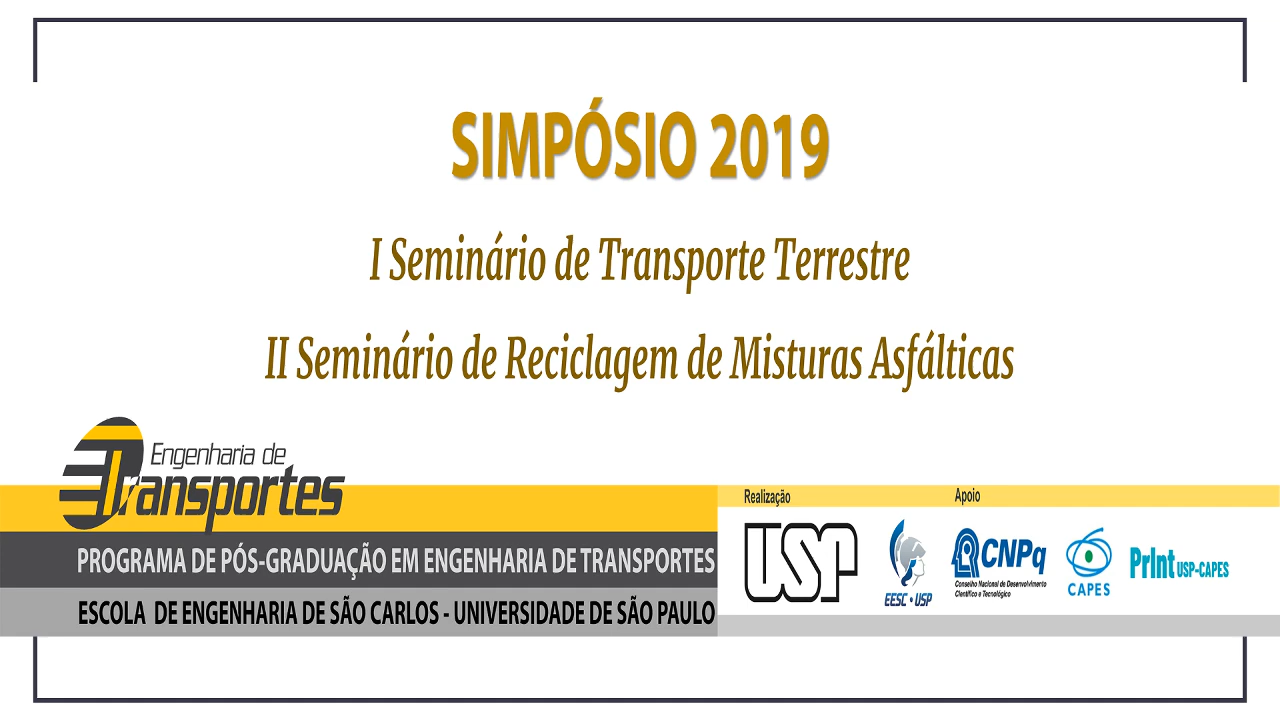 SIMPÓSIO 2019
I Seminário de Transporte Terrestre
II Seminário de Reciclagem de Misturas Asfálticas
Engenharia de
Transportes
PROGRAMA DE PÓS-GRADUAÇÃO EM ENGENHARIA DE TRANSPORTES
ESCOLA DE ENGENHARIA DE SÃO CARLOS - UNIVERSIDADE DE SÃO PAULO
Realização
Apoio
USP
EESC • USP
CNPq
Conselho Nacional de Desenvolvimento
Científico e Tecnológico
CAPES
PrInt USP-CAPES